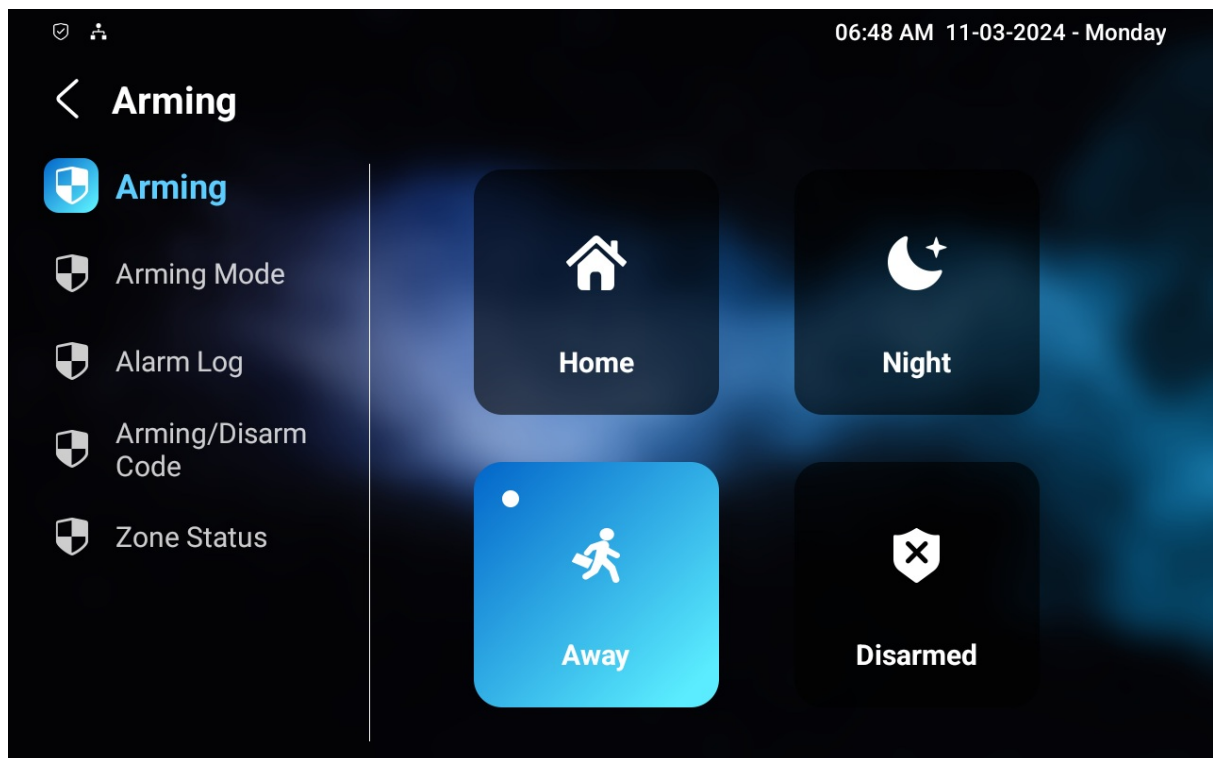 06:48 AM 11-03-2024 - Monday
Arming
Arming
Arming Mode
Alarm Log
Arming/Disarm
Code
Zone Status
Home
Night
Away
Disarmed